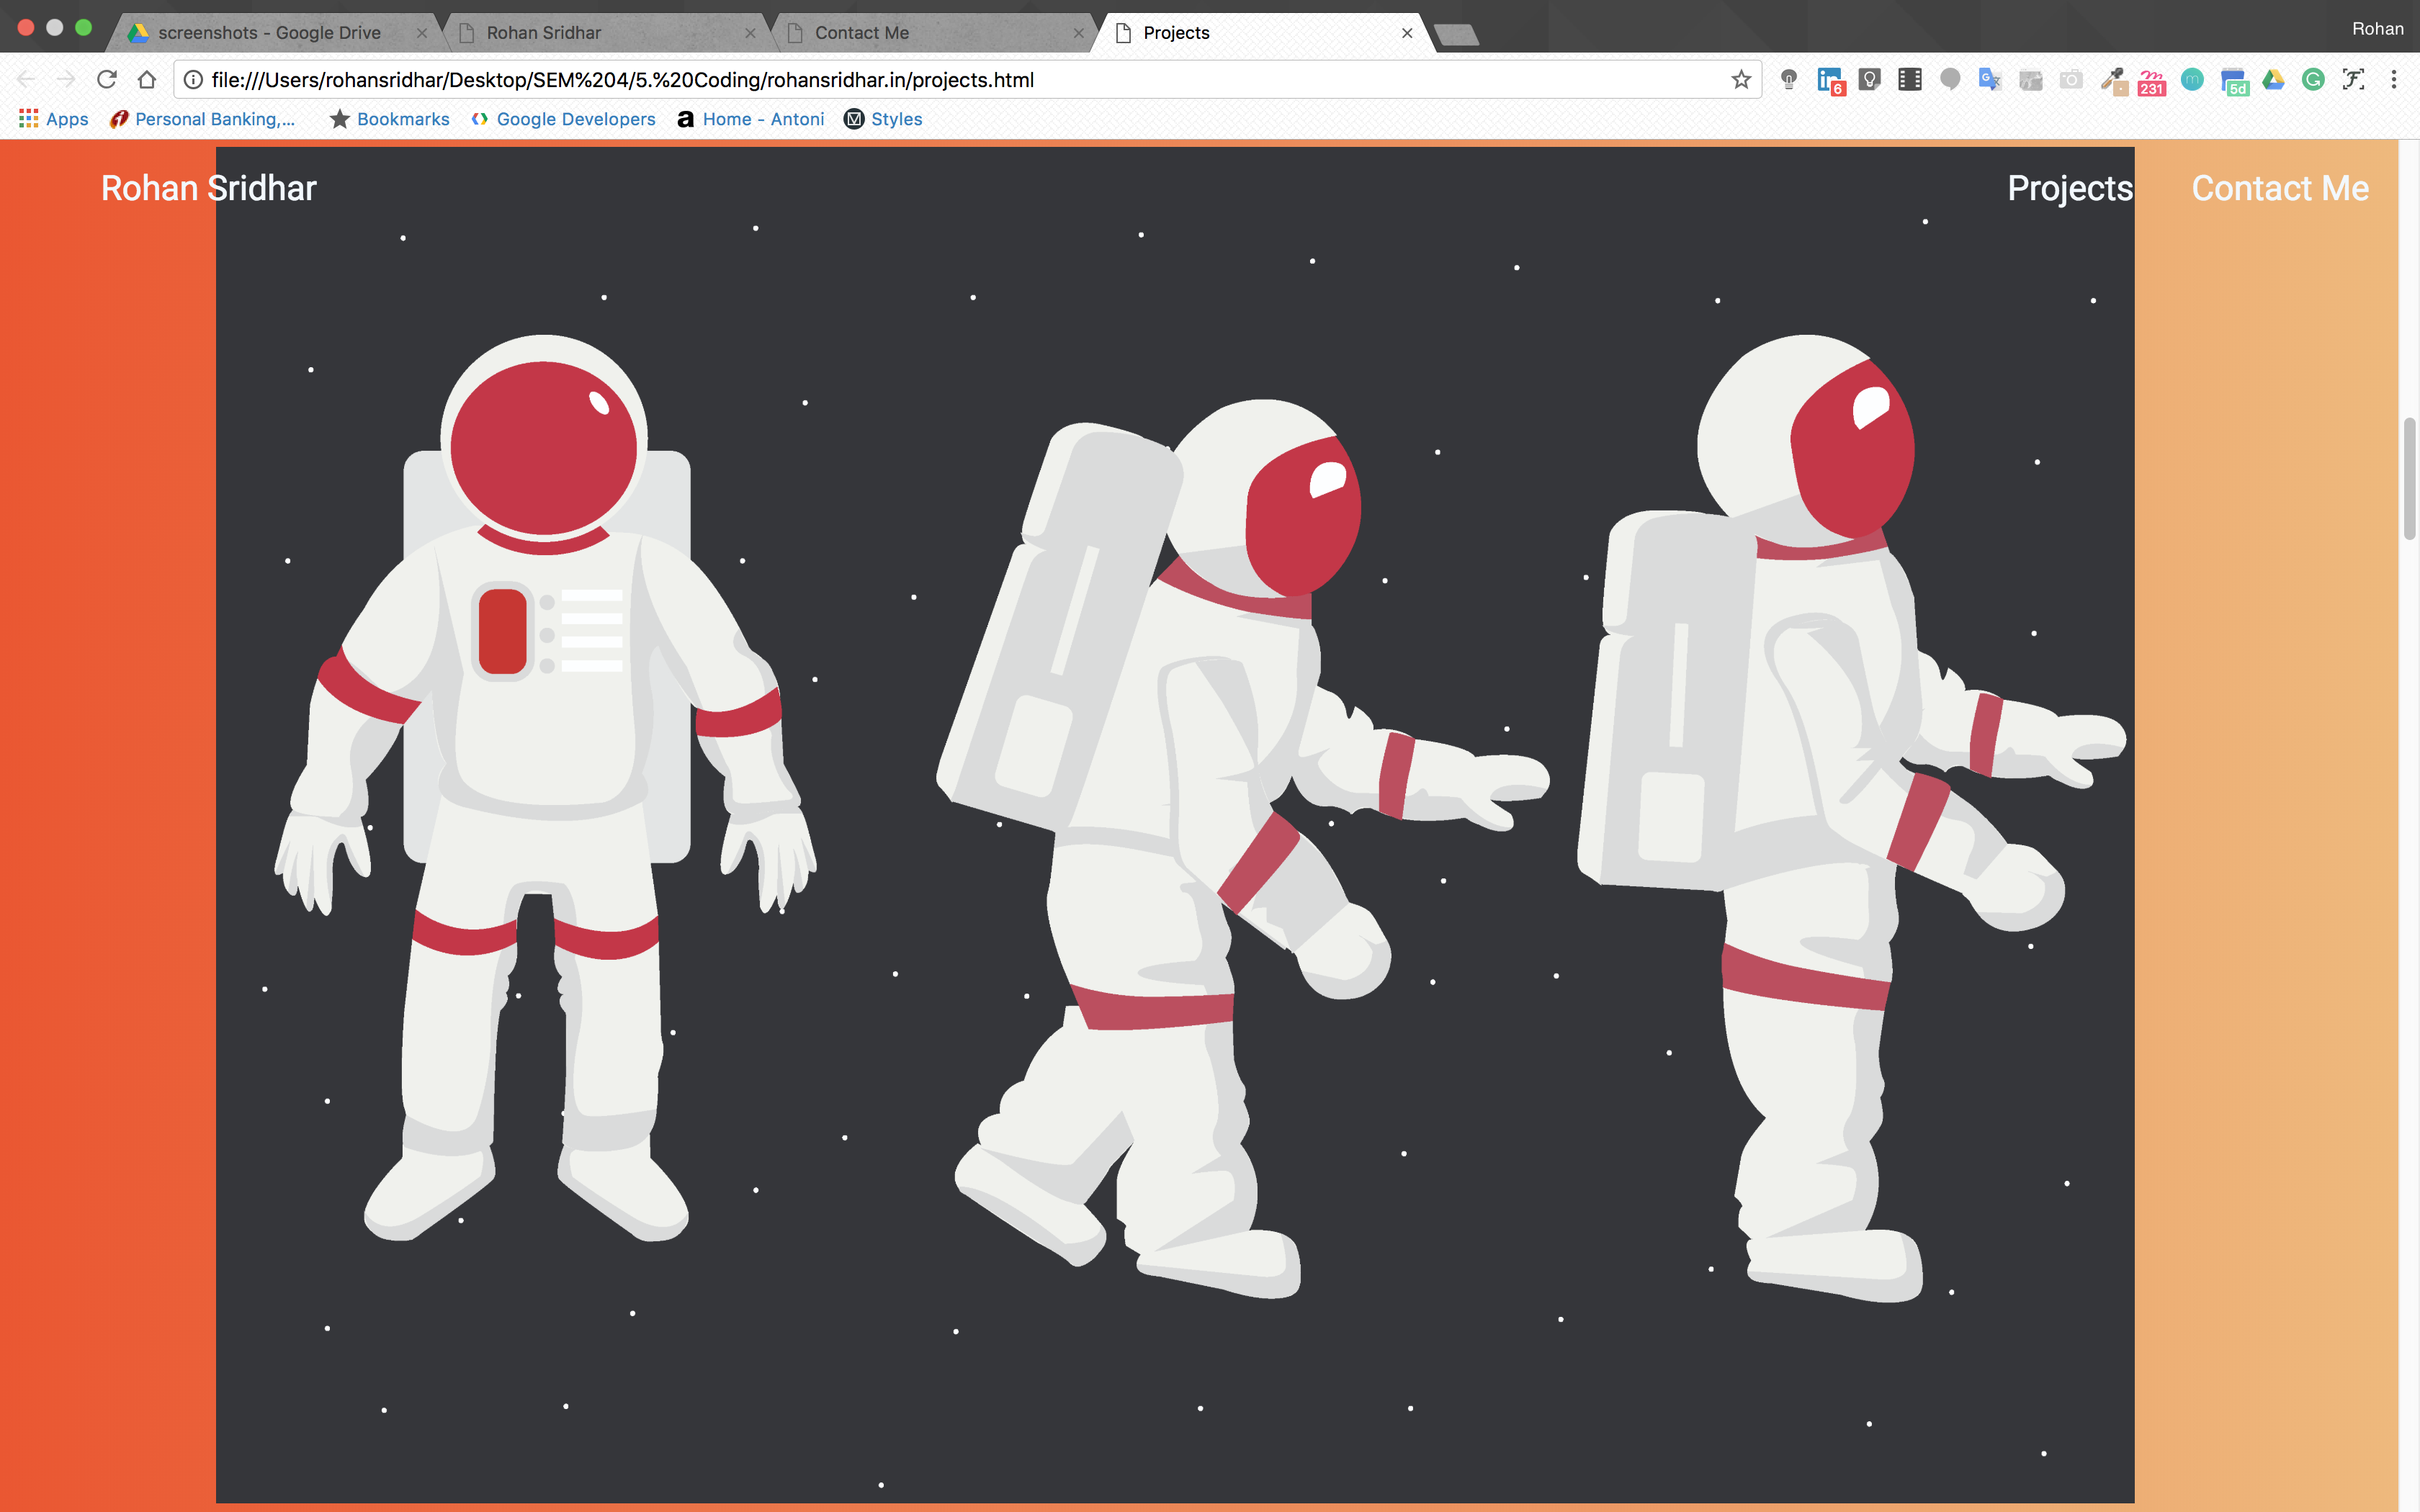 screenshots - Google Drive
Rohan Sridhar
Contact Me
Projects
Rohan
file:///Users/rohansridhar/Desktop/SEM%204/5.%20Coding/rohansridhar.in/projects.html
6
231
5d
Apps
Personal Banking,...
Bookmarks
Google Developers
a Home - Antoni
Styles
Rohan Sridhar
Projects
Contact Me